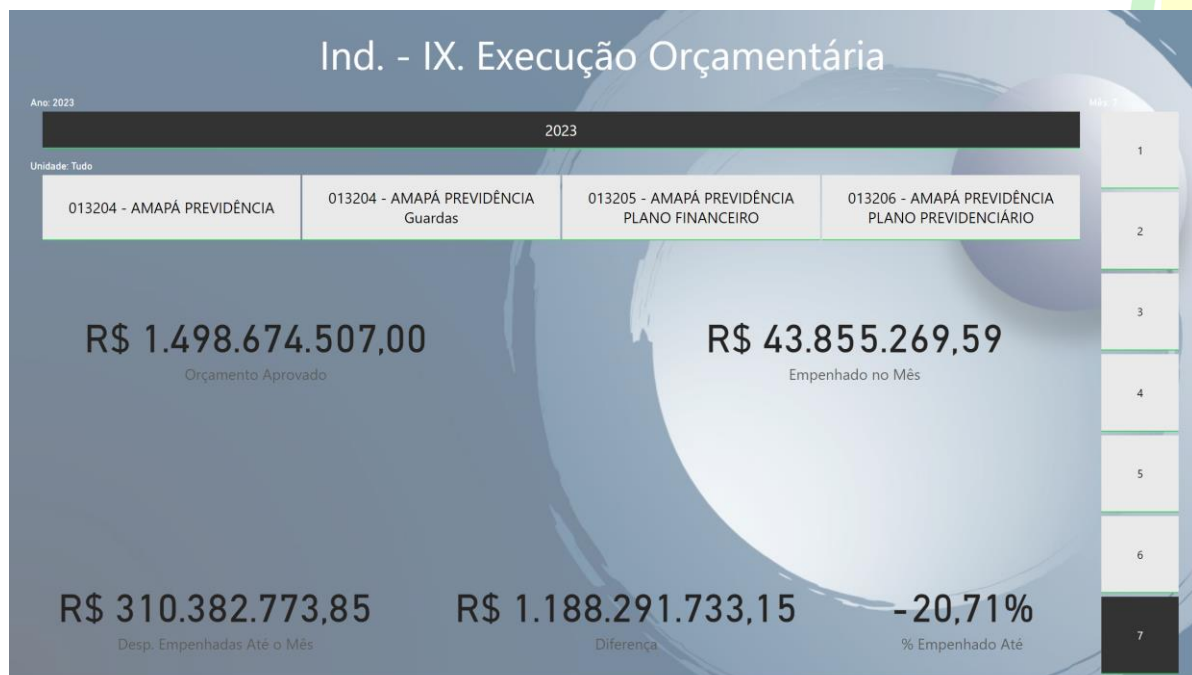 Ind. - IX. Execução Orçamentária
Ano: 2023
Mês: 7
2023
Unidade: Tudo
013204 - AMAPÁ PREVIDÊNCIA
013204 - AMAPÁ PREVIDÊNCIA
Guardas
013205 - AMAPÁ PREVIDÊNCIA
PLANO FINANCEIRO
013206 - AMAPÁ PREVIDÊNCIA
PLANO PREVIDENCIÁRIO
1
2
3
4
5
6
7
R$ 1.498.674.507,00
Orçamento Aprovado
R$ 43.855.269,59
Empenhado no Mês
R$ 310.382.773,85
Desp. Empenhadas Até o Mês
R$ 1.188.291.733,15
Diferença
-20,71%
% Empenhado Até